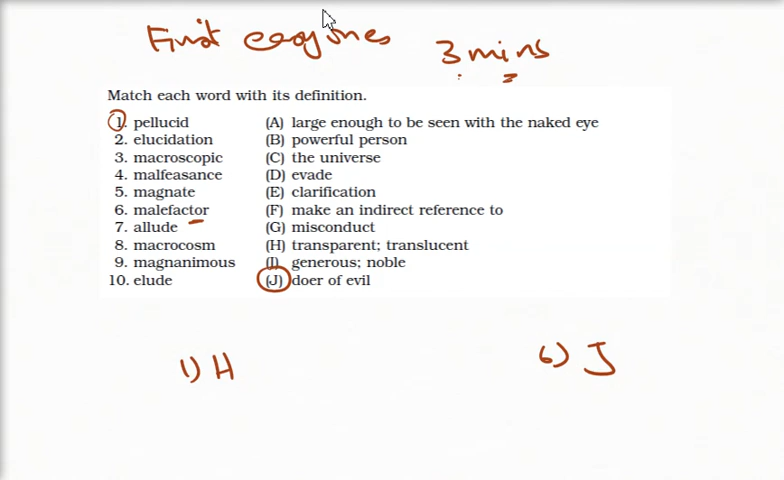 First easy ones 3 mins
Match each word with its definition.
1. pellucid (A) large enough to be seen with the naked eye
2. elucidation (B) powerful person
3. macroscopic (C) the universe
4. malfeasance (D) evade
5. magnate (E) clarification
6. malefactor (F) make an indirect reference to
7. allude (G) misconduct
8. macrocosm (H) transparent; translucent
9. magnanimous (I) generous; noble
10. elude (J) doer of evil
1) H 6) J